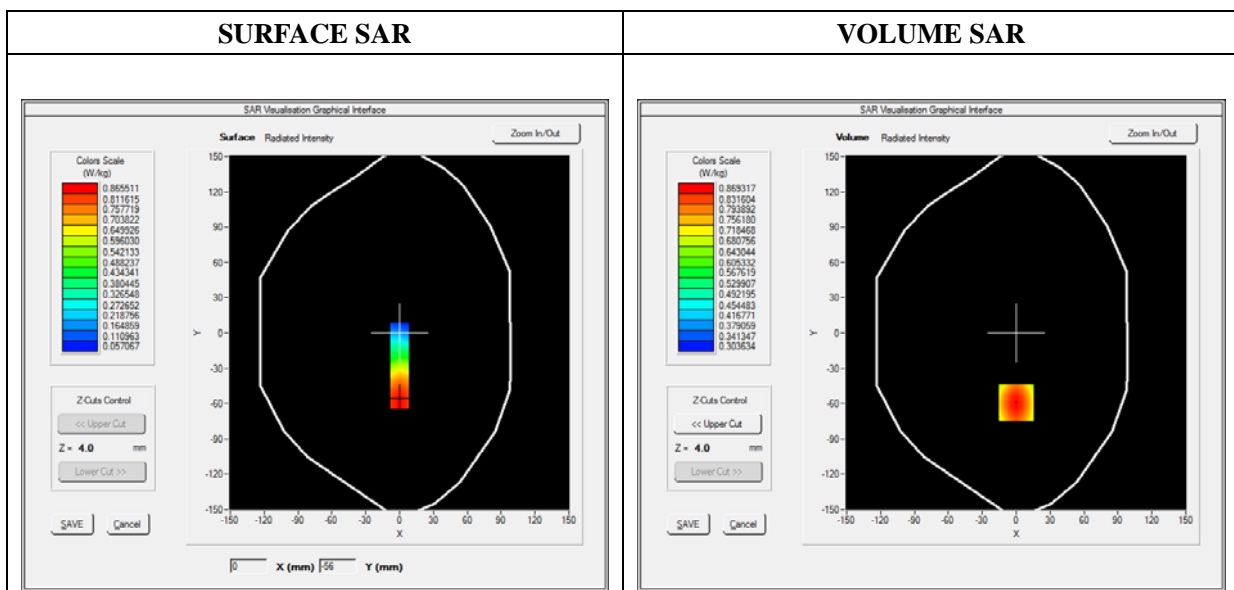 SURFACE SAR
SAR Visualisation Graphical Interface
Surface Radiated Intensity
Zoom In/Out
Colors Scale
(W/kg)
0.865511
0.811615
0.757719
0.703822
0.649926
0.596030
0.542133
0.488237
0.434341
0.380445
0.326548
0.272652
0.218756
0.164859
0.110963
0.057067
Z-Cuts Control
<< Upper Cut
Z = 4.0 mm
Lower Cut >>
SAVE Cancel
150
120
90
60
30
0
-30
-60
-90
-120
-150
Y
-150 -120 -90 -60 -30 0 30 60 90 120 150
X
0 X (mm) -56 Y (mm)
VOLUME SAR
SAR Visualisation Graphical Interface
Volume Radiated Intensity
Zoom In/Out
Colors Scale
(W/kg)
0.869317
0.831604
0.793892
0.756180
0.718468
0.680756
0.643044
0.605332
0.567619
0.529907
0.492195
0.454483
0.416771
0.379059
0.341347
0.303634
Z-Cuts Control
<< Upper Cut
Z = 4.0 mm
Lower Cut >>
SAVE Cancel
150
120
90
60
30
0
-30
-60
-90
-120
-150
Y
-150 -120 -90 -60 -30 0 30 60 90 120 150
X